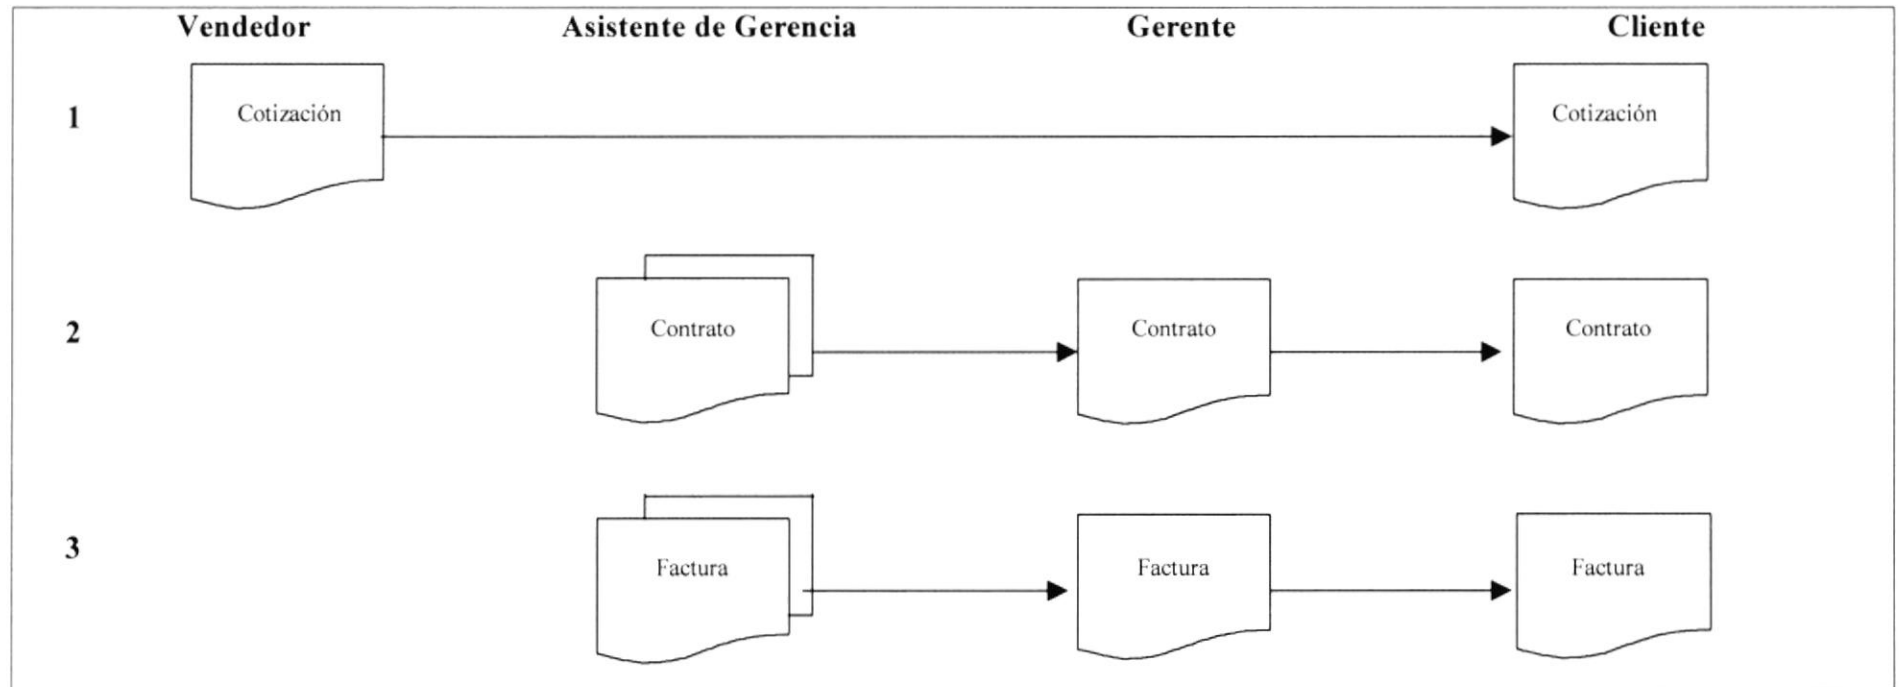 Vendedor Asistente de Gerencia Gerente Cliente
1 Cotización Cotización
2 Contrato Contrato Contrato
3 Factura Factura Factura